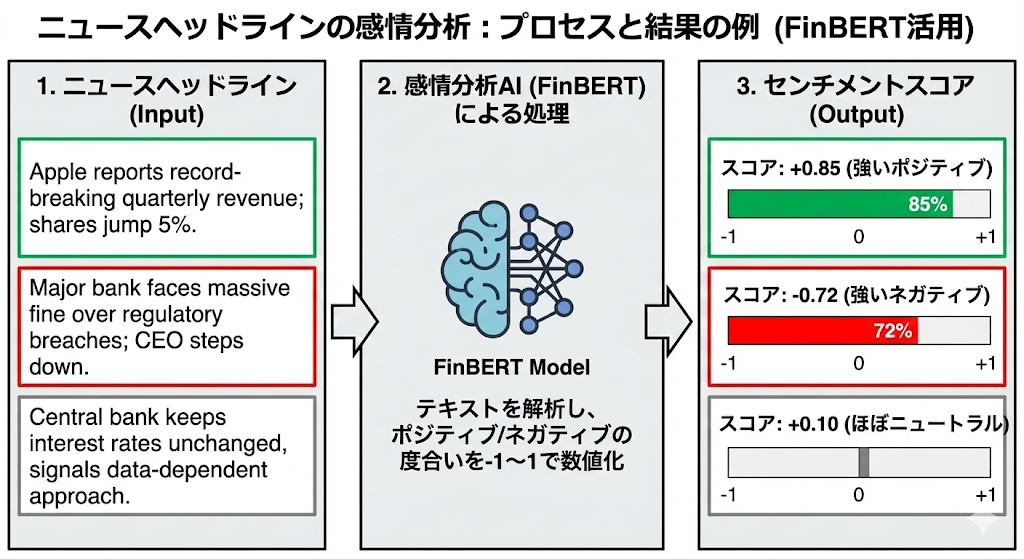 ニュースヘッドラインの感情分析：プロセスと結果の例 (FinBERT活用)
1. ニュースヘッドライン
(Input)
Apple reports record-
breaking quarterly revenue;
shares jump 5%.
Major bank faces massive
fine over regulatory
breaches; CEO steps
down.
Central bank keeps
interest rates unchanged,
signals data-dependent
approach.
2. 感情分析AI (FinBERT)
による処理
FinBERT Model
テキストを解析し、
ポジティブ/ネガティブの
度合いを-1〜1で数値化
3. センチメントスコア
(Output)
スコア: +0.85 (強いポジティブ)
85%
-1 0 +1
スコア: -0.72 (強いネガティブ)
72%
-1 0 +1
スコア: +0.10 (ほぼニュートラル)
-1 0 +1